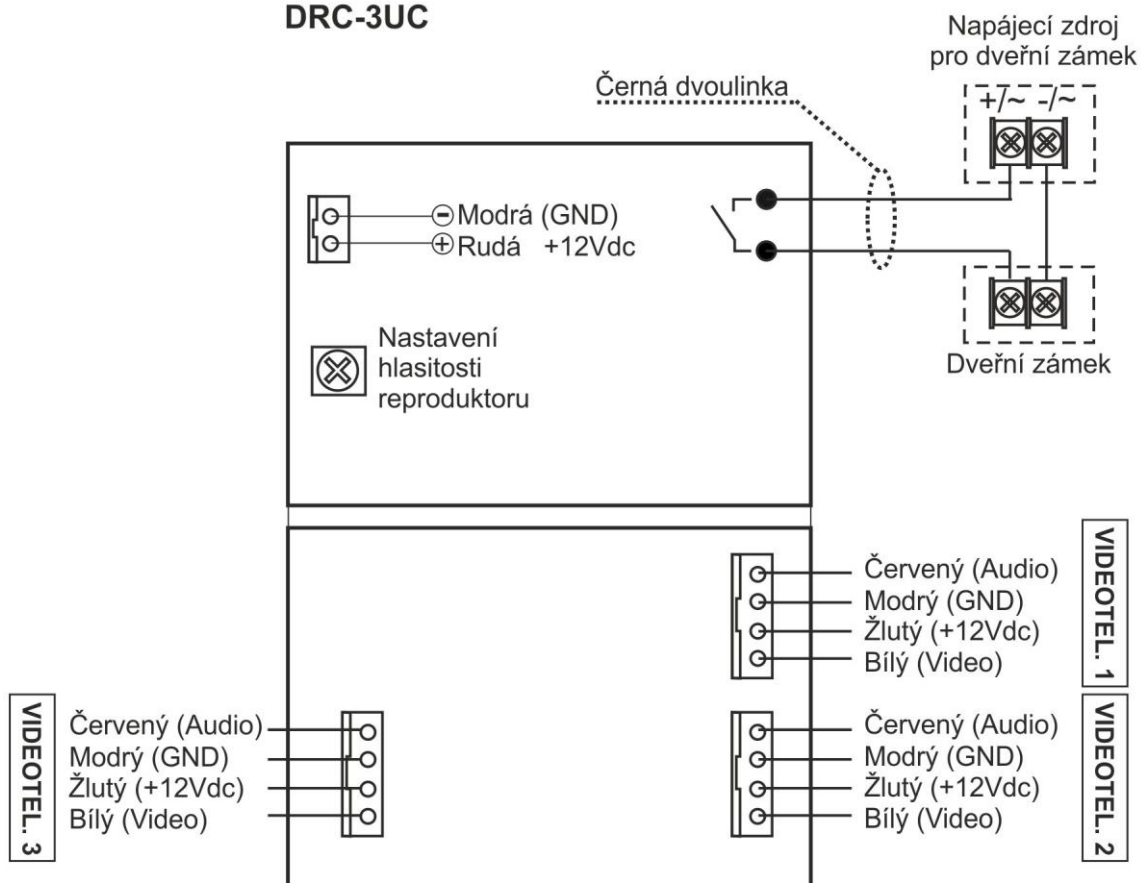 DRC-3UC
Napájecí zdroj
pro dveřní zámek
+/~ -/~
Černá dvoulinka
Modrá (GND)
Rudá +12Vdc
Nastavení
hlasitosti
reproduktoru
Dveřní zámek
Červený (Audio)
Modrý (GND)
Žlutý (+12Vdc)
Bílý (Video)
VIDEOTEL. 1
VIDEOTEL. 3
Červený (Audio)
Modrý (GND)
Žlutý (+12Vdc)
Bílý (Video)
Červený (Audio)
Modrý (GND)
Žlutý (+12Vdc)
Bílý (Video)
VIDEOTEL. 2